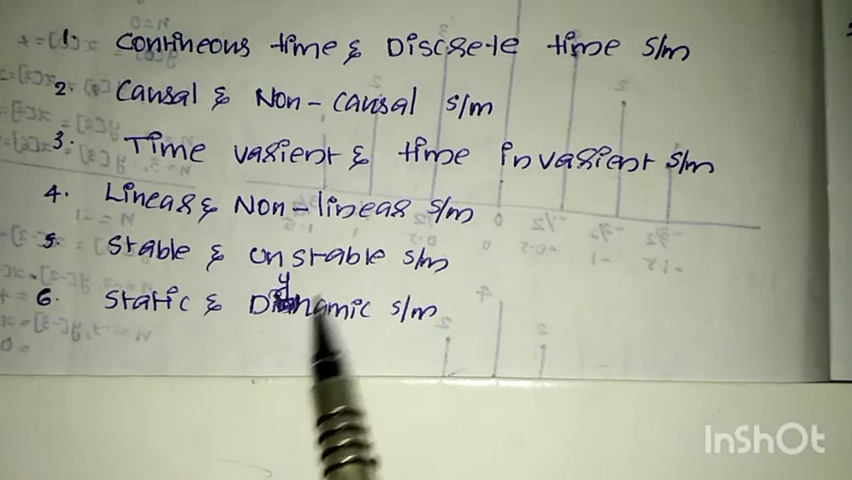 1. Contineous time & Discrete time s/m
2. Causal & Non-causal s/m
3. Time varient & time invarient s/m
4. Linear & Non-linear s/m
5. Stable & unstable s/m
6. Static & Dynamic s/m
InShOt